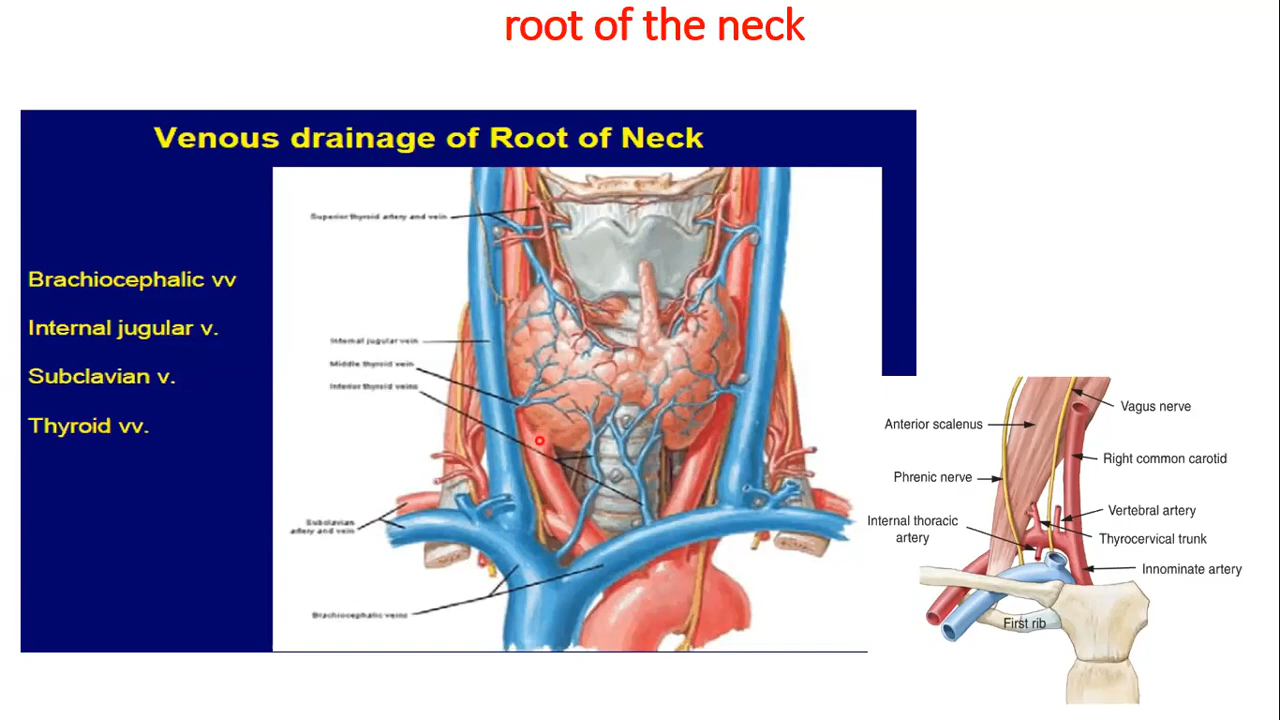 root of the neck
Venous drainage of Root of Neck
Brachiocephalic vv
Internal jugular v.
Subclavian v.
Thyroid vv.
Superior thyroid artery and vein
Internal jugular vein
Middle thyroid vein
Inferior thyroid veins
Subclavian
artery and vein
Brachiocephalic veins
Anterior scalenus
Phrenic nerve
Internal thoracic
artery
Vagus nerve
Right common carotid
Vertebral artery
Thyrocervical trunk
Innominate artery
First rib